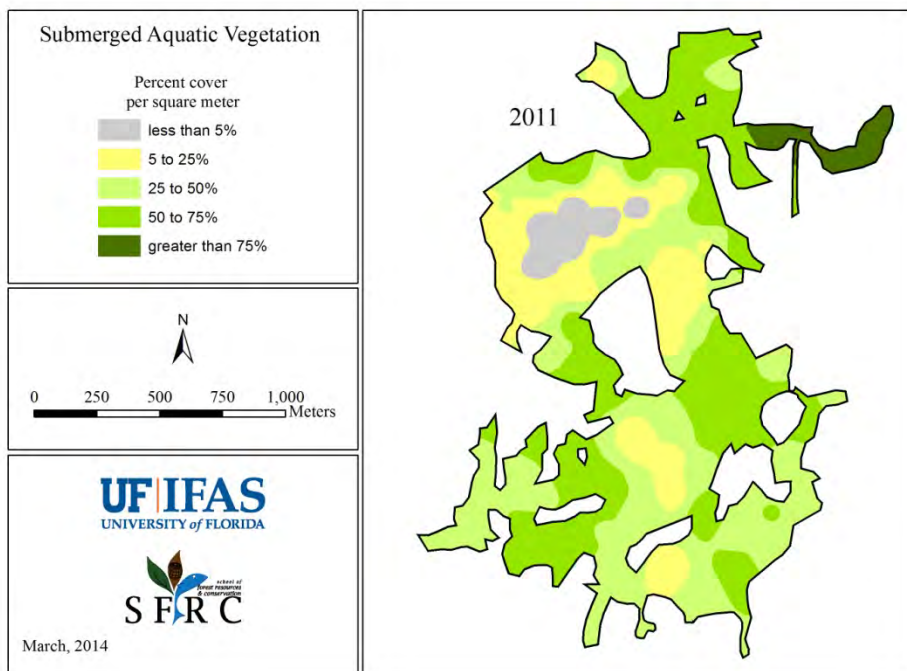 Submerged Aquatic Vegetation
Percent cover
per square meter
less than 5%
5 to 25%
25 to 50%
50 to 75%
greater than 75%
N
0 250 500 750 1,000
Meters
UF|IFAS
UNIVERSITY of FLORIDA
school of
forest resources
& conservation
SFRC
March, 2014
2011